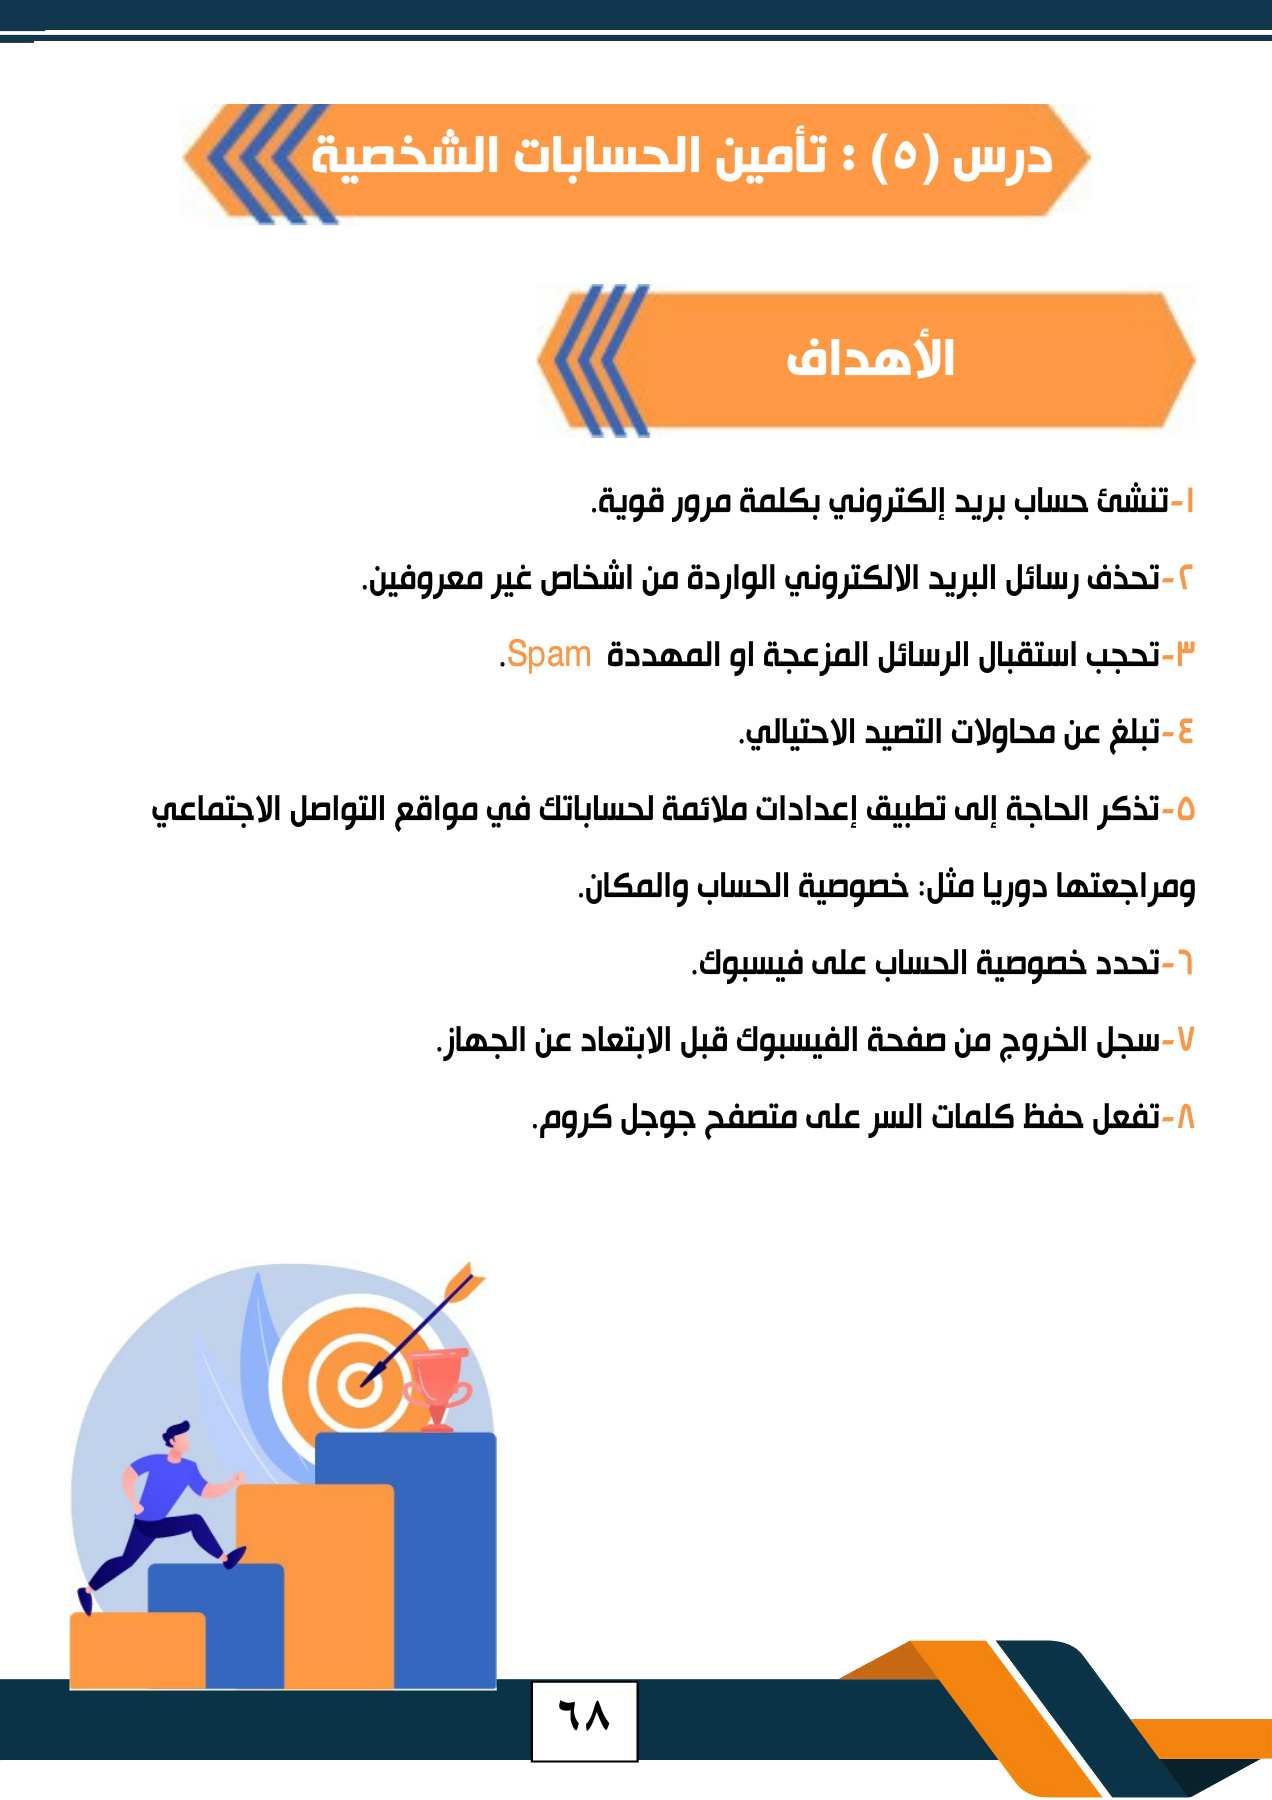 درس (٥) : تأمين الحسابات الشخصية
الأهداف
١-تنشئ حساب بريد إلكتروني بكلمة مرور قوية.
٢-تحذف رسائل البريد الالكتروني الواردة من اشخاص غير معروفين.
٣-تحجب استقبال الرسائل المزعجة او المهددة Spam.
٤-تبلغ عن محاولات التصيد الاحتيالي.
٥-تذكر الحاجة إلى تطبيق إعدادات ملائمة لحساباتك في مواقع التواصل الاجتماعي
ومراجعتها دوريا مثل: خصوصية الحساب والمكان.
٦-تحدد خصوصية الحساب على فيسبوك.
٧-سجل الخروج من صفحة الفيسبوك قبل الابتعاد عن الجهاز.
٨-تفعل حفظ كلمات السر على متصفح جوجل كروم.
٦٨